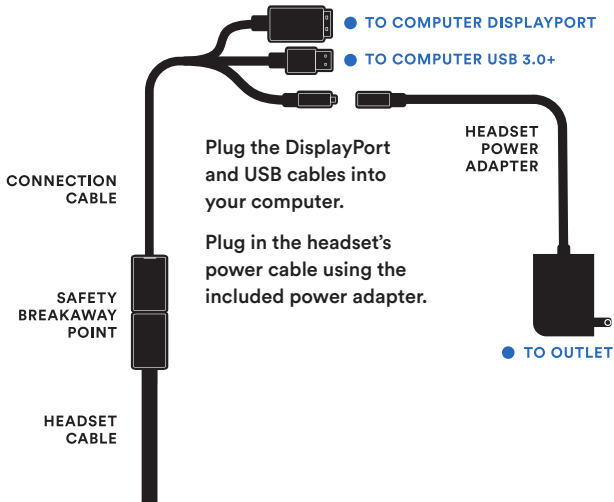 TO COMPUTER DISPLAYPORT
TO COMPUTER USB 3.0+
HEADSET
POWER
ADAPTER
Plug the DisplayPort
and USB cables into
your computer.
Plug in the headset's
power cable using the
included power adapter.
CONNECTION
CABLE
SAFETY
BREAKAWAY
POINT
TO OUTLET
HEADSET
CABLE